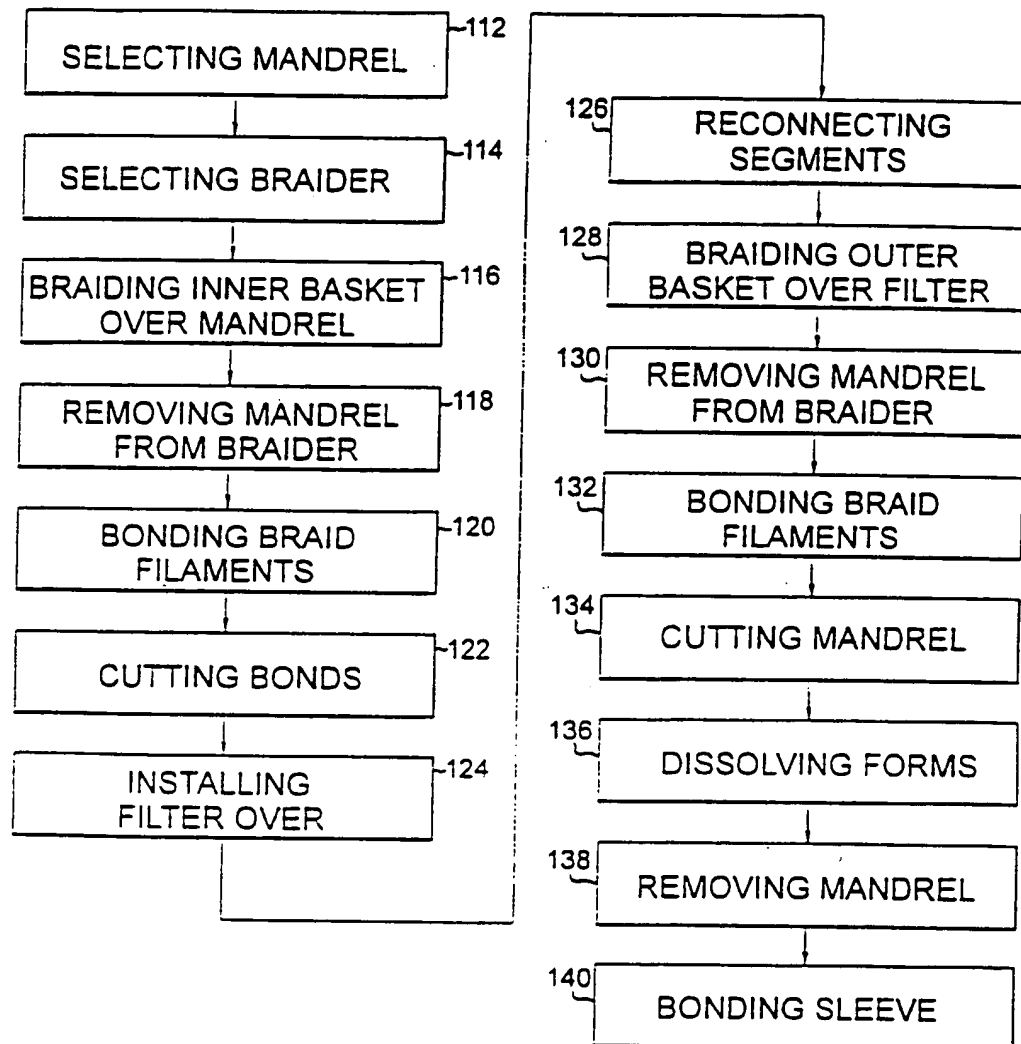 112
SELECTING MANDREL
114
SELECTING BRAIDER
116
BRAIDING INNER BASKET
OVER MANDREL
118
REMOVING MANDREL
FROM BRAIDER
120
BONDING BRAID
FILAMENTS
122
CUTTING BONDS
124
INSTALLING
FILTER OVER
126
RECONNECTING
SEGMENTS
128
BRAIDING OUTER
BASKET OVER FILTER
130
REMOVING MANDREL
FROM BRAIDER
132
BONDING BRAID
FILAMENTS
134
CUTTING MANDREL
136
DISSOLVING FORMS
138
REMOVING MANDREL
140
BONDING SLEEVE